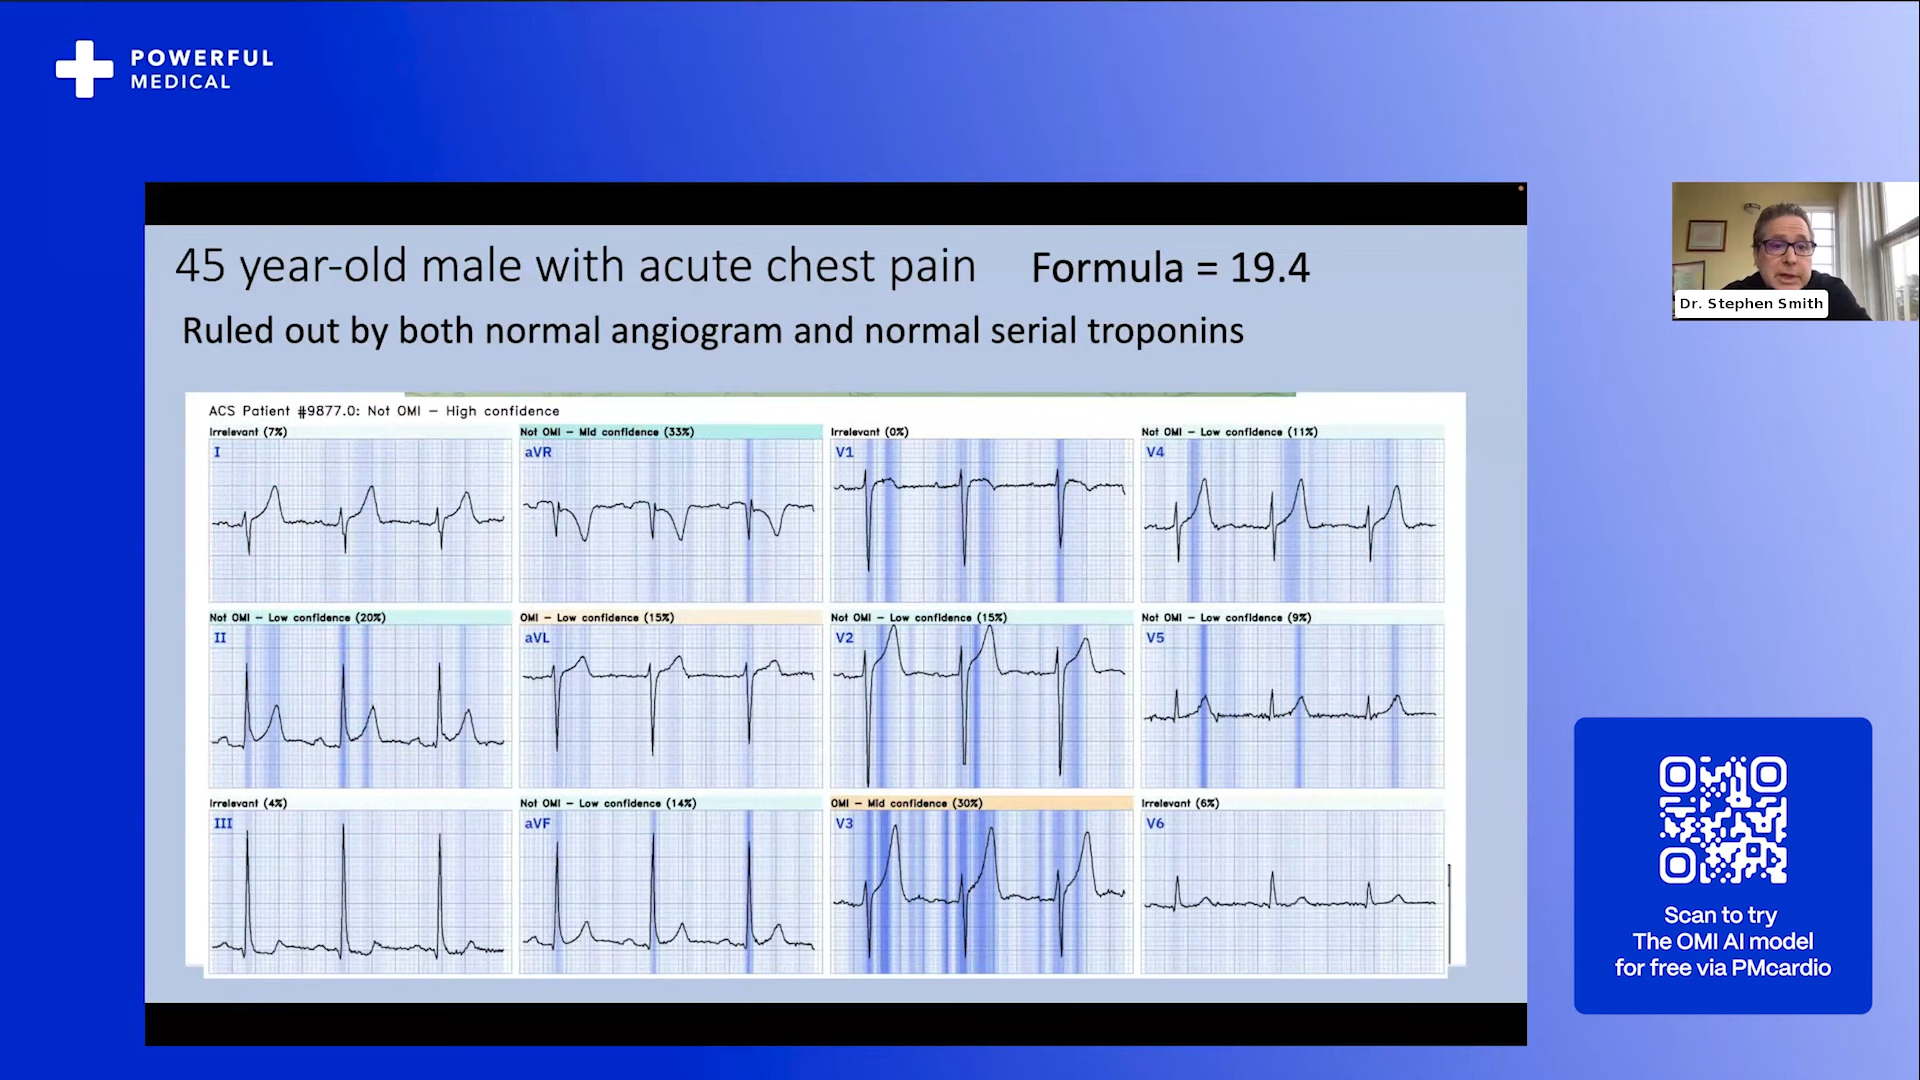 POWERFUL
MEDICAL
45 year-old male with acute chest pain Formula = 19.4
Ruled out by both normal angiogram and normal serial troponins
Dr. Stephen Smith
ACS Patient #9877.0: Not OMI – High confidence
Irrelevant (7%) Not OMI – Mid confidence (33%) Irrelevant (0%) Not OMI – Low confidence (11%)
I aVR V1 V4
Not OMI – Low confidence (20%) OMI – Low confidence (15%) Not OMI – Low confidence (15%) Not OMI – Low confidence (9%)
II aVL V2 V5
Irrelevant (4%) Not OMI – Low confidence (14%) OMI – Mid confidence (30%) Irrelevant (6%)
III aVF V3 V6
Scan to try
The OMI AI model
for free via PMcardio